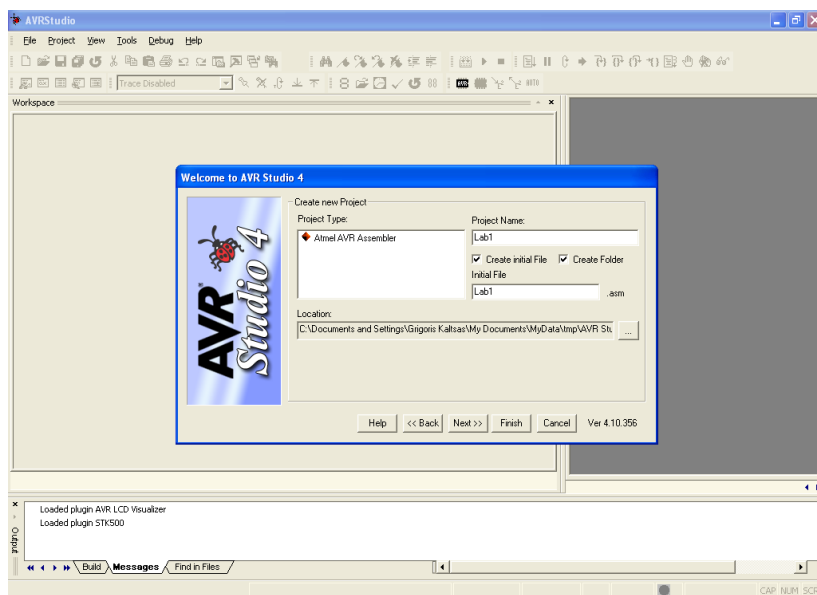 AVRStudio
File Project View Tools Debug Help
Trace Disabled
AVR AUTO
Workspace
Welcome to AVR Studio 4
AVR Studio 4
Create new Project
Project Type:
Project Name:
Atmel AVR Assembler
Lab1
Create initial File Create Folder
Initial File
Lab1 .asm
Location:
C:\Documents and Settings\Grigoris Kaltsas\My Documents\MyData\tmp\AVR Stu ...
Help << Back Next >> Finish Cancel Ver 4.10.356
Loaded plugin AVR LCD Visualizer
Loaded plugin STK500
Output
Build Messages Find in Files
CAP NUM SCR